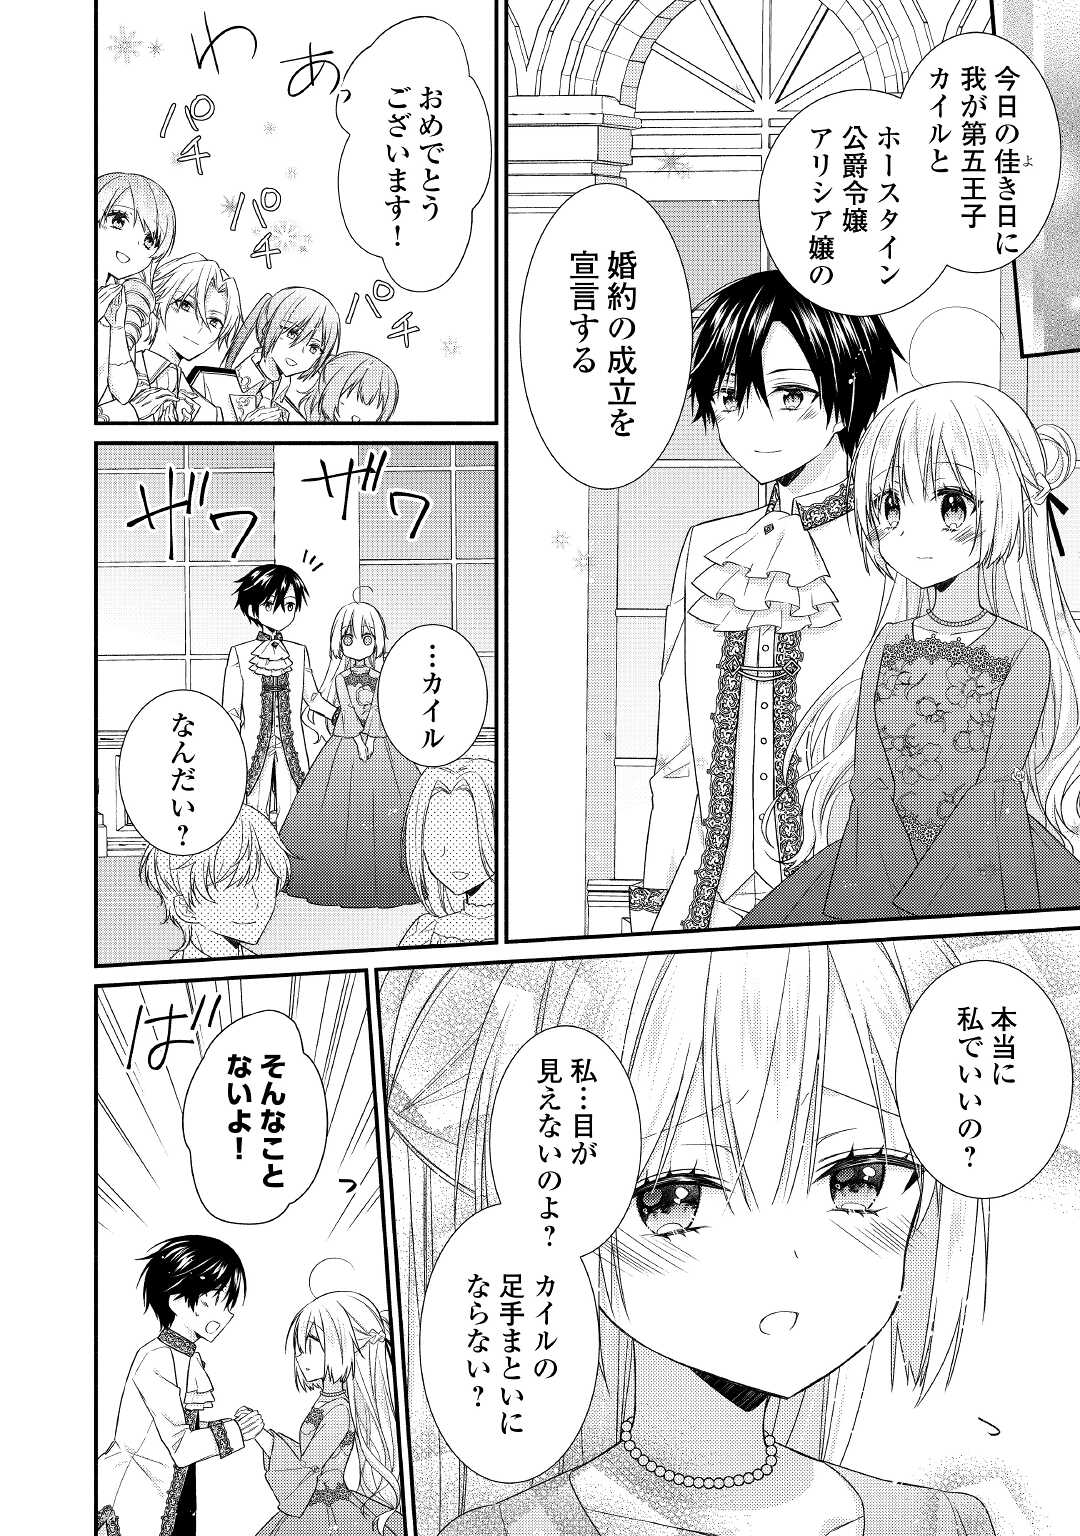 今日の佳き日に
よ
我が第五王子
カイルと
ホースタイン
公爵令嬢
アリシア嬢の
婚約の成立を
宣言する
おめでとう
ございます!
わあっ
パチ
パチ
パチ
ザワ
ザワ
…カイル
なんだい?
本当に
私でいいの?
私…目が
見えないのよ?
カイルの
足手まといに
ならない?
そんなこと
ないよ!
ばっ